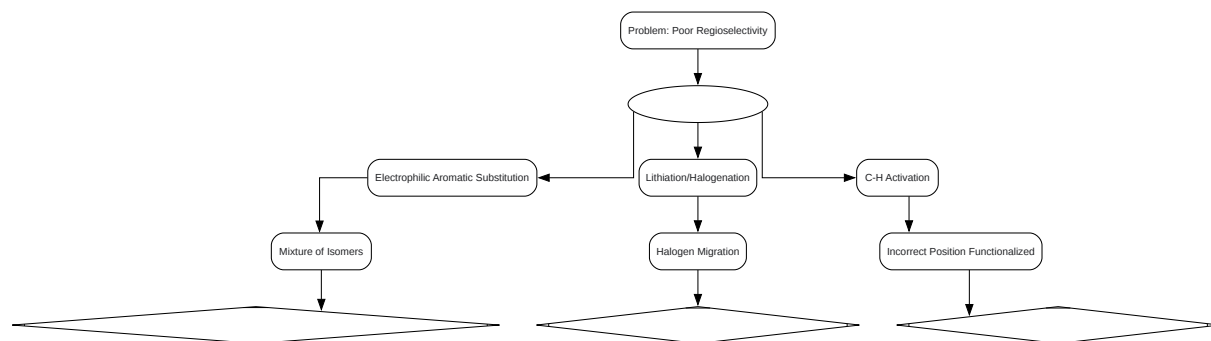 Problem: Poor Regioselectivity
Electrophilic Aromatic Substitution
Lithiation/Halogenation
C-H Activation
Mixture of Isomers
Halogen Migration
Incorrect Position Functionalized